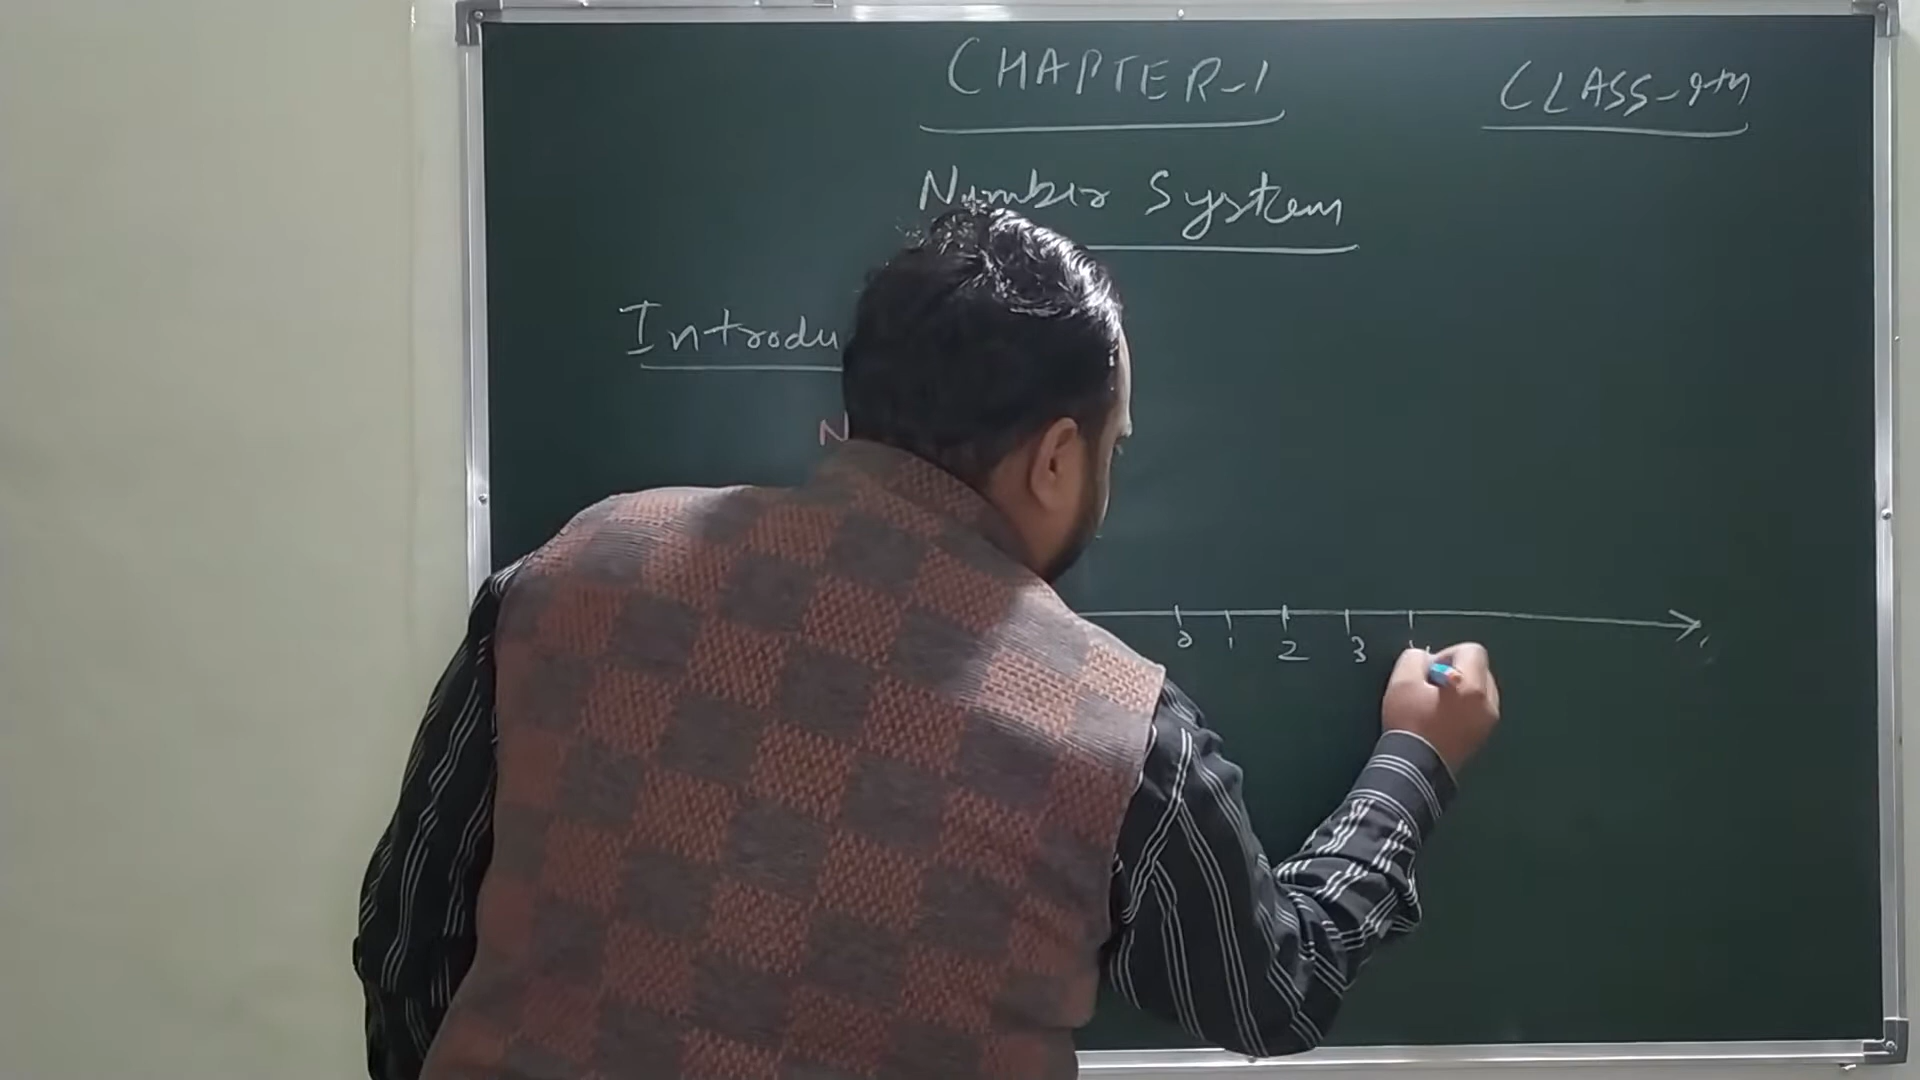 CHAPTER-1
CLASS-9th
Number System
Introdu
N
0 1 2 3